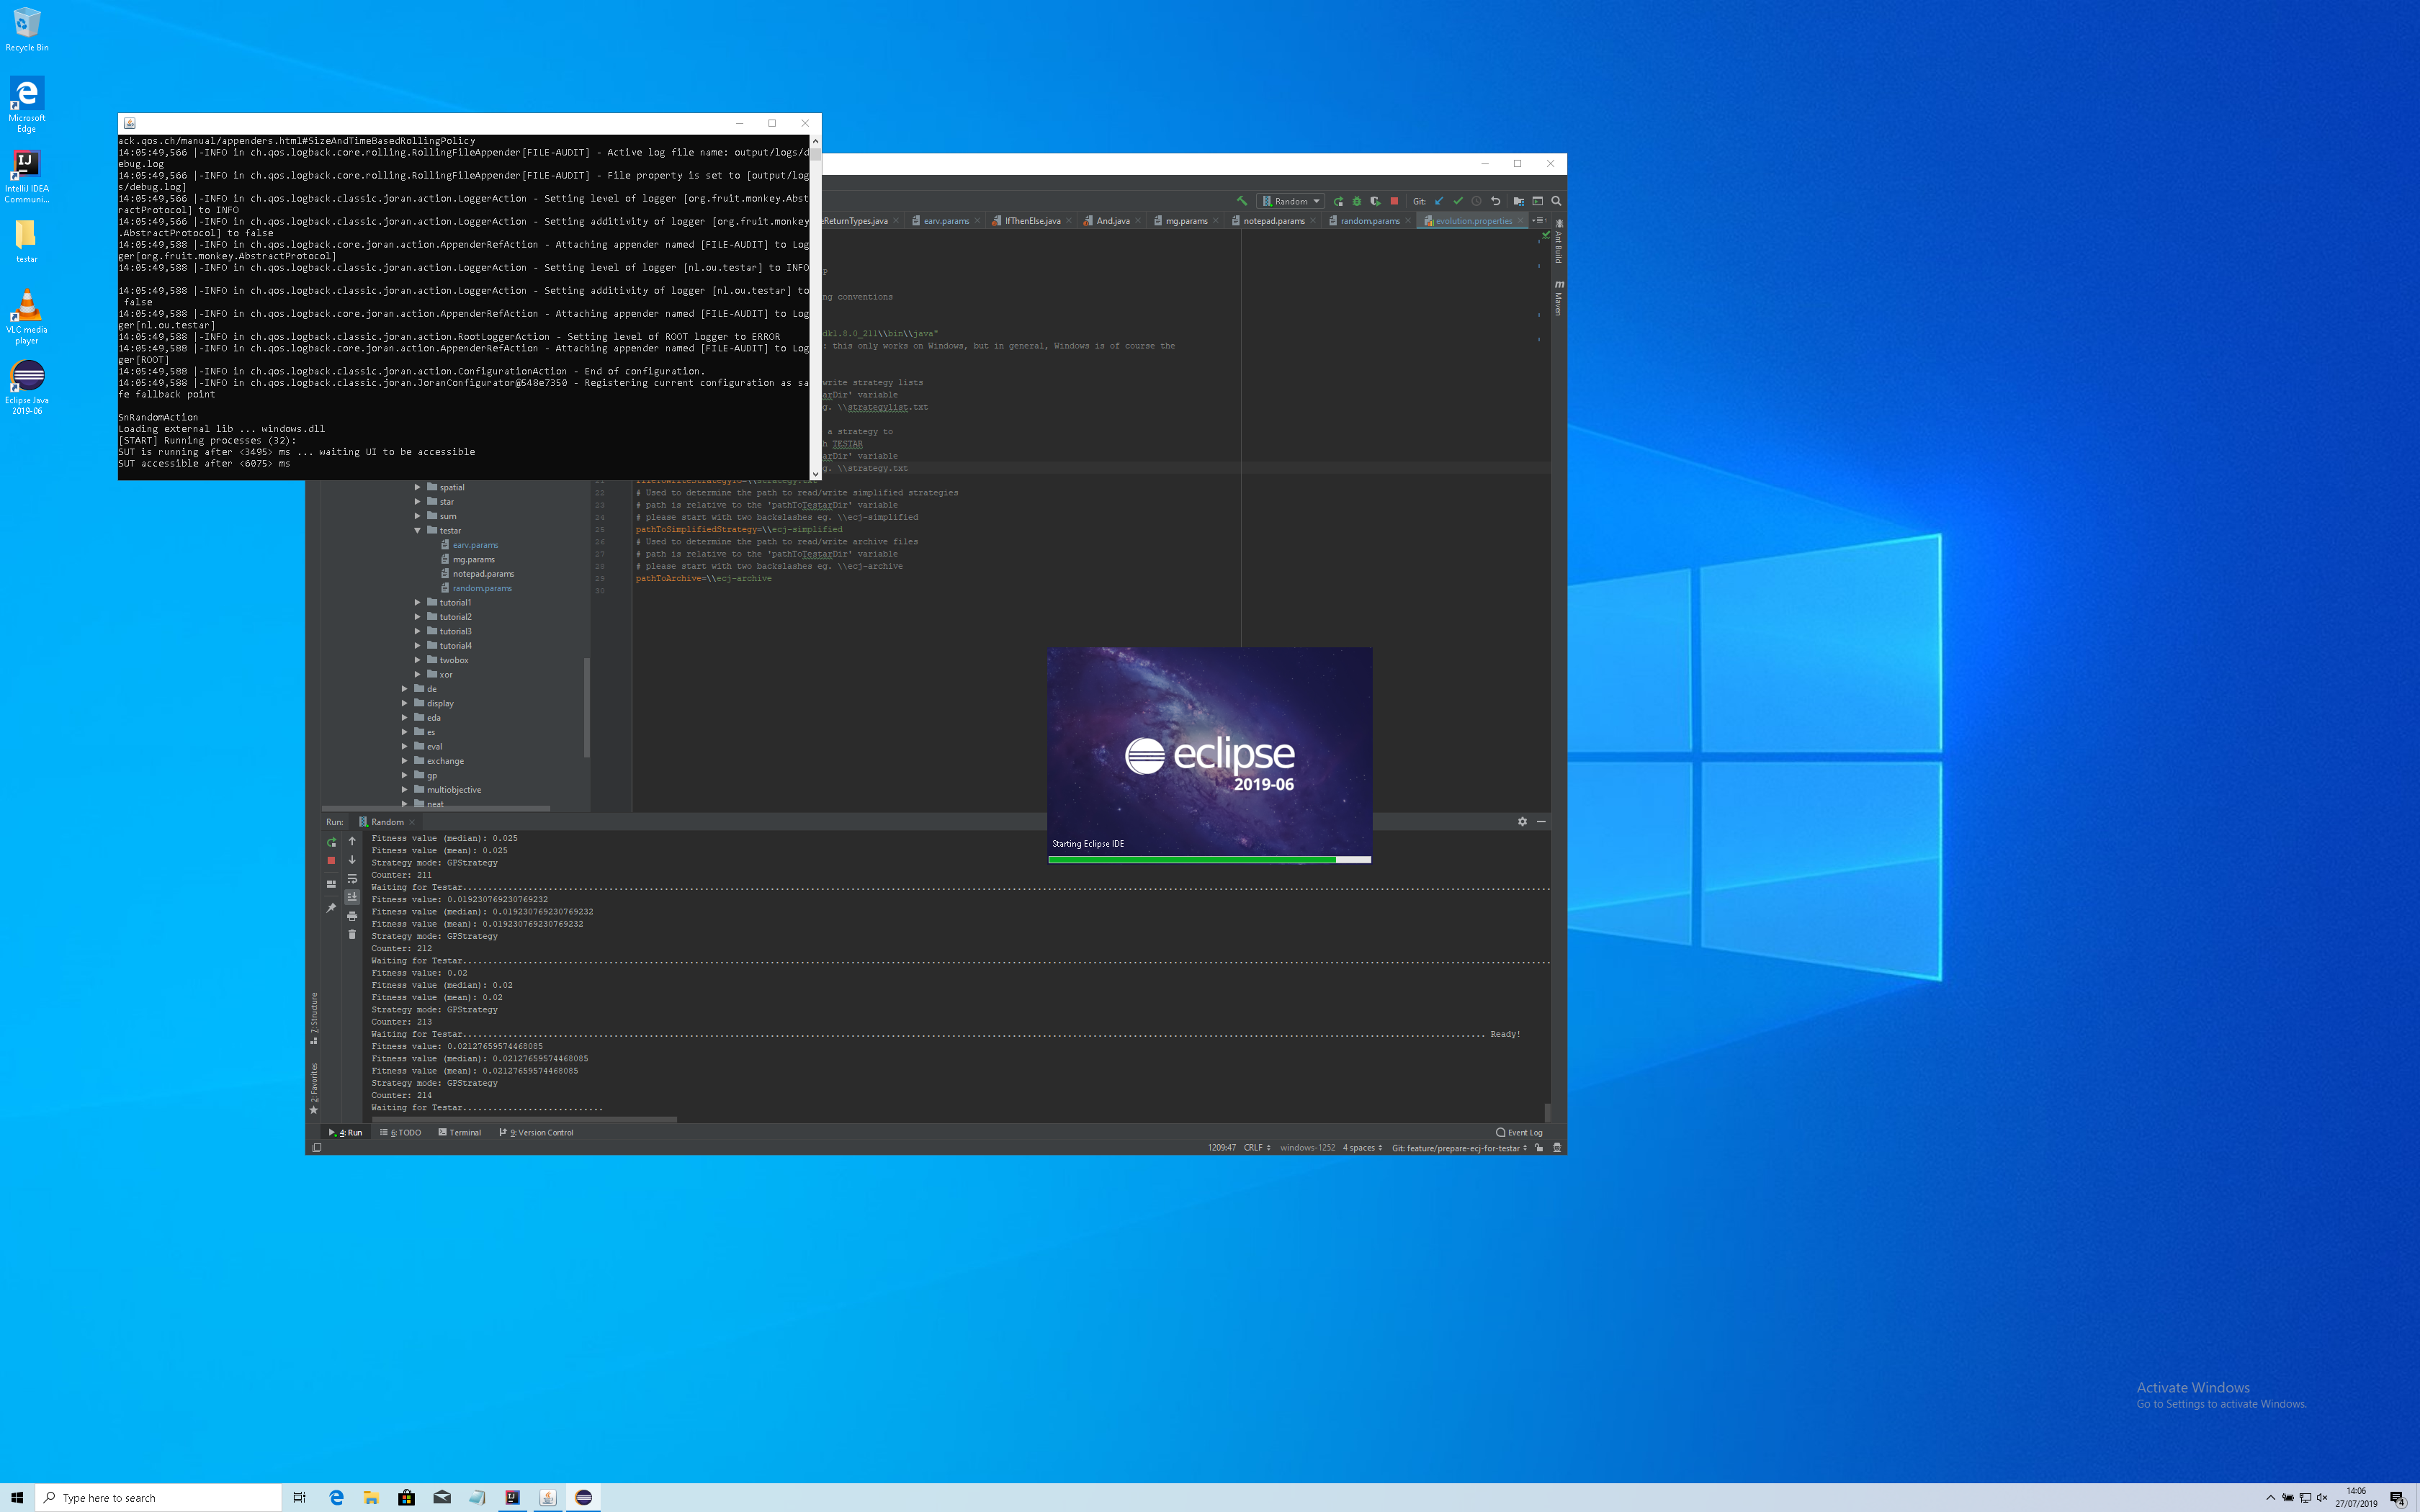 Recycle Bin
Microsoft
Edge
IntelliJ IDEA
Communi...
testar
VLC media
player
Eclipse Java
2019-06
ack.qos.ch/manual/appenders.html#SizeAndTimeBasedRollingPolicy
14:05:49,566 |-INFO in ch.qos.logback.core.rolling.RollingFileAppender[FILE-AUDIT] - Active log file name: output/logs/d
ebug.log
14:05:49,566 |-INFO in ch.qos.logback.core.rolling.RollingFileAppender[FILE-AUDIT] - File property is set to [output/log
s/debug.log]
14:05:49,566 |-INFO in ch.qos.logback.classic.joran.action.LoggerAction - Setting level of logger [org.fruit.monkey.Abst
ractProtocol] to INFO
14:05:49,566 |-INFO in ch.qos.logback.classic.joran.action.LoggerAction - Setting additivity of logger [org.fruit.monkey
.AbstractProtocol] to false
14:05:49,588 |-INFO in ch.qos.logback.core.joran.action.AppenderRefAction - Attaching appender named [FILE-AUDIT] to Log
ger[org.fruit.monkey.AbstractProtocol]
14:05:49,588 |-INFO in ch.qos.logback.classic.joran.action.LoggerAction - Setting level of logger [nl.ou.testar] to INFO
14:05:49,588 |-INFO in ch.qos.logback.classic.joran.action.LoggerAction - Setting additivity of logger [nl.ou.testar] to
false
14:05:49,588 |-INFO in ch.qos.logback.core.joran.action.AppenderRefAction - Attaching appender named [FILE-AUDIT] to Log
ger[nl.ou.testar]
14:05:49,588 |-INFO in ch.qos.logback.classic.joran.action.RootLoggerAction - Setting level of ROOT logger to ERROR
14:05:49,588 |-INFO in ch.qos.logback.core.joran.action.AppenderRefAction - Attaching appender named [FILE-AUDIT] to Log
ger[ROOT]
14:05:49,588 |-INFO in ch.qos.logback.classic.joran.action.ConfigurationAction - End of configuration.
14:05:49,588 |-INFO in ch.qos.logback.classic.joran.JoranConfigurator@548e7350 - Registering current configuration as sa
fe fallback point
SnRandomAction
Loading external lib ... windows.dll
[START] Running processes (32):
SUT is running after <3495> ms ... waiting UI to be accessible
SUT accessible after <6075> ms
Random
Git:
eReturnTypes.java
earv.params
IfThenElse.java
And.java
mg.params
notepad.params
random.params
evolution.properties
Ant Build
Maven
ng conventions
dk1.8.0_211\\bin\\java"
: this only works on Windows, but in general, Windows is of course the
write strategy lists
arDir' variable
g. \\strategylist.txt
a strategy to
h TESTAR
arDir' variable
g. \\strategy.txt
22 # Used to determine the path to read/write simplified strategies
23 # path is relative to the 'pathToTestarDir' variable
24 # please start with two backslashes eg. \\ecj-simplified
25 pathToSimplifiedStrategy=\\ecj-simplified
26 # Used to determine the path to read/write archive files
27 # path is relative to the 'pathToTestarDir' variable
28 # please start with two backslashes eg. \\ecj-archive
29 pathToArchive=\\ecj-archive
30
spatial
star
sum
testar
earv.params
mg.params
notepad.params
random.params
tutorial1
tutorial2
tutorial3
tutorial4
twobox
xor
de
display
eda
es
eval
exchange
gp
multiobjective
neat
eclipse
2019-06
Starting Eclipse IDE
Run: Random
Fitness value (median): 0.025
Fitness value (mean): 0.025
Strategy mode: GPStrategy
Counter: 211
Waiting for Testar...
Fitness value: 0.019230769230769232
Fitness value (median): 0.019230769230769232
Fitness value (mean): 0.019230769230769232
Strategy mode: GPStrategy
Counter: 212
Waiting for Testar...
Fitness value: 0.02
Fitness value (median): 0.02
Fitness value (mean): 0.02
Strategy mode: GPStrategy
Counter: 213
Waiting for Testar... Ready!
Fitness value: 0.02127659574468085
Fitness value (median): 0.02127659574468085
Fitness value (mean): 0.02127659574468085
Strategy mode: GPStrategy
Counter: 214
Waiting for Testar............................
7: Structure
2: Favorites
4: Run
6: TODO
Terminal
9: Version Control
Event Log
1209:47 CRLF windows-1252 4 spaces Git: feature/prepare-ecj-for-testar
Activate Windows
Go to Settings to activate Windows.
Type here to search
14:06
27/07/2019
4